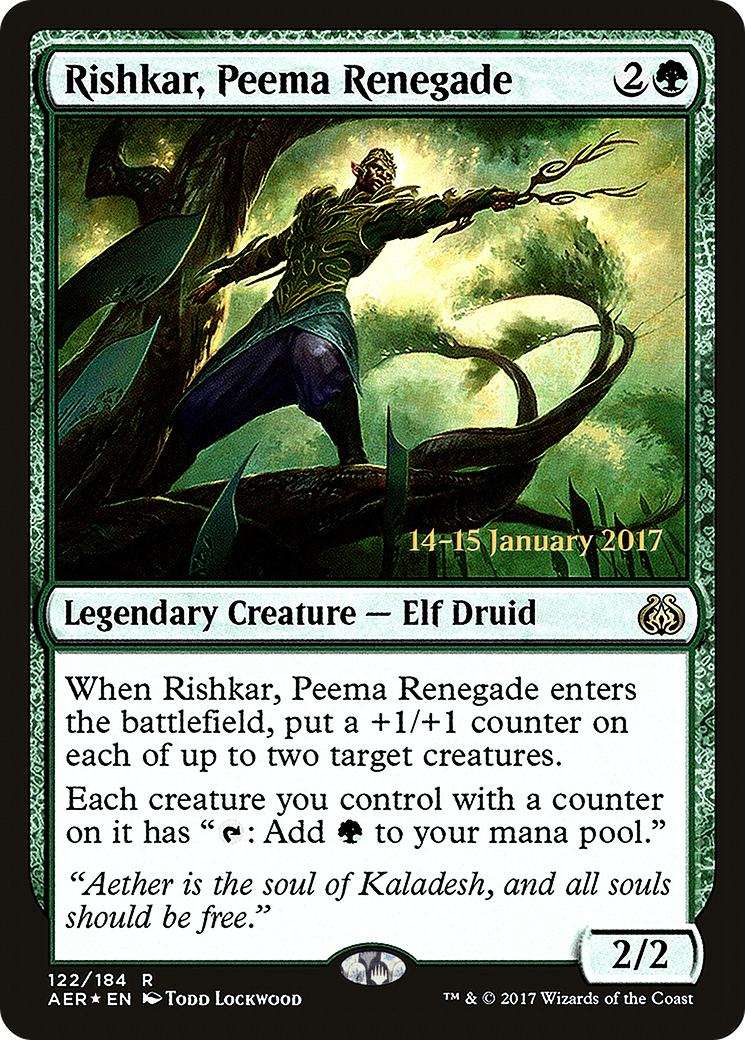 Rishkar, Peema Renegade 2
14–15 January 2017
Legendary Creature — Elf Druid
When Rishkar, Peema Renegade enters
the battlefield, put a +1/+1 counter on
each of up to two target creatures.
Each creature you control with a counter
on it has “ : Add to your mana pool.”
“Aether is the soul of Kaladesh, and all souls
should be free.”
2/2
122/184 R
AER★EN Todd Lockwood
™ & © 2017 Wizards of the Coast